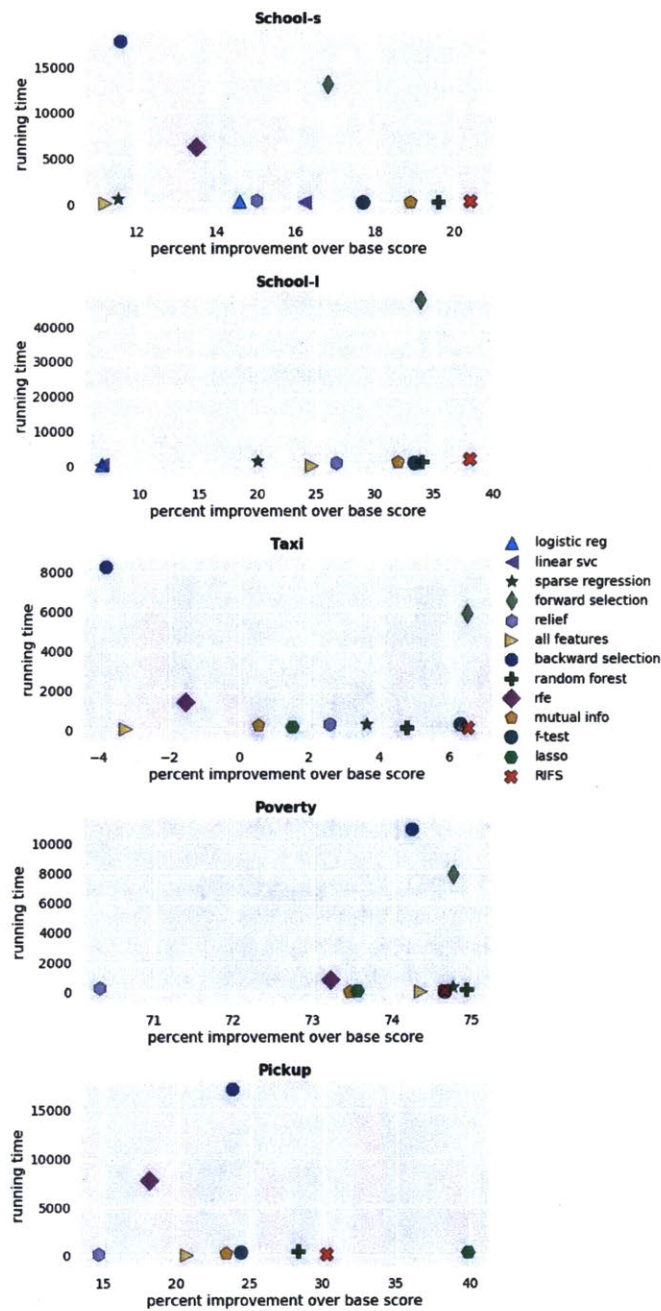 School-s
15000
10000
5000
0
running time
12 14 16 18 20
percent improvement over base score
School-l
40000
30000
20000
10000
0
running time
10 15 20 25 30 35 40
percent improvement over base score
Taxi
8000
6000
4000
2000
0
running time
−4 −2 0 2 4 6
percent improvement over base score
logistic reg
linear svc
sparse regression
forward selection
relief
all features
backward selection
random forest
rfe
mutual info
f-test
lasso
RIFS
Poverty
10000
8000
6000
4000
2000
0
running time
71 72 73 74 75
percent improvement over base score
Pickup
15000
10000
5000
0
running time
15 20 25 30 35 40
percent improvement over base score